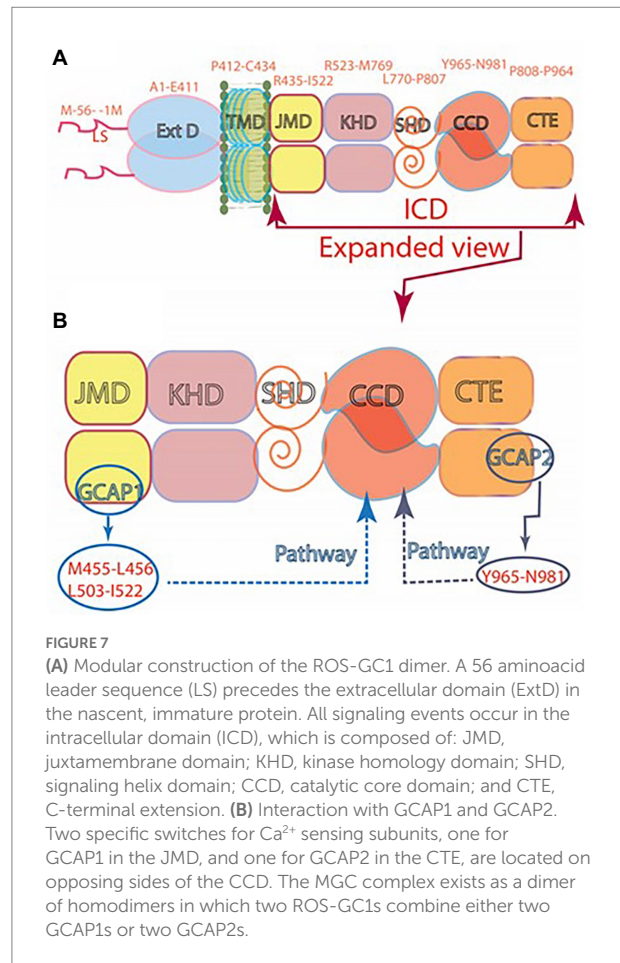 A
P412-C434
R523-M769
Y965-N981
P808-P964
A1-E411
R435-I522
L770-P807
M-56- -1M
LS
Ext D
TMD
JMD
KHD
SHD
CCD
CTE
ICD
Expanded view
B
JMD
KHD
SHD
CCD
CTE
GCAP1
GCAP2
Pathway
Pathway
M455-L456
L503-I522
Y965-N981
FIGURE 7
(A) Modular construction of the ROS-GC1 dimer. A 56 aminoacid
leader sequence (LS) precedes the extracellular domain (ExtD) in
the nascent, immature protein. All signaling events occur in the
intracellular domain (ICD), which is composed of: JMD,
juxtamembrane domain; KHD, kinase homology domain; SHD,
signaling helix domain; CCD, catalytic core domain; and CTE,
C-terminal extension. (B) Interaction with GCAP1 and GCAP2.
Two specific switches for Ca²⁺ sensing subunits, one for
GCAP1 in the JMD, and one for GCAP2 in the CTE, are located on
opposing sides of the CCD. The MGC complex exists as a dimer
of homodimers in which two ROS-GC1s combine either two
GCAP1s or two GCAP2s.